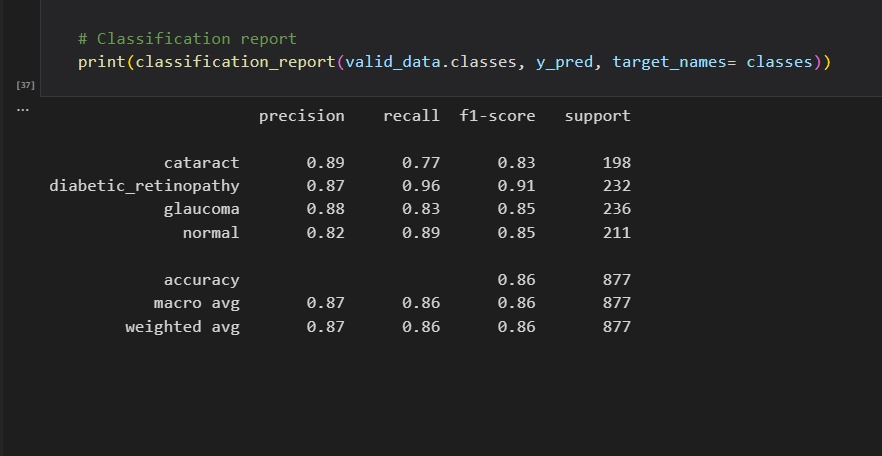 # Classification report
print(classification_report(valid_data.classes, y_pred, target_names= classes))
[37]
...
precision recall f1-score support
cataract 0.89 0.77 0.83 198
diabetic_retinopathy 0.87 0.96 0.91 232
glaucoma 0.88 0.83 0.85 236
normal 0.82 0.89 0.85 211
accuracy 0.86 877
macro avg 0.87 0.86 0.86 877
weighted avg 0.87 0.86 0.86 877